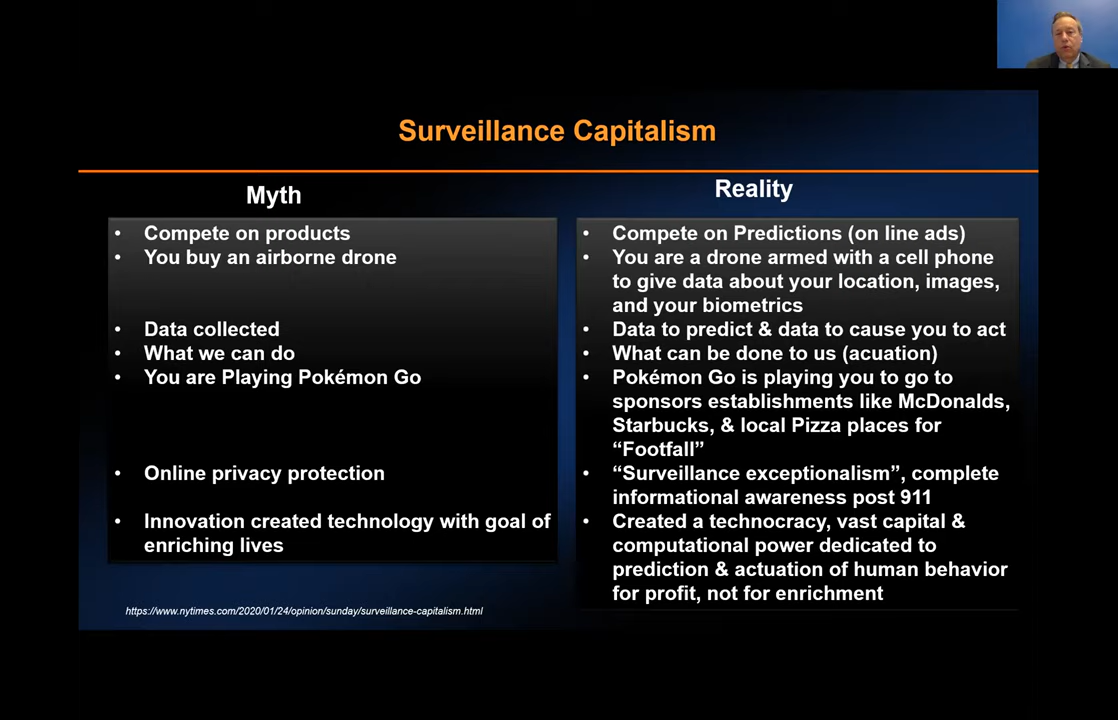 Surveillance Capitalism
Myth
• Compete on products
• You buy an airborne drone
• Data collected
• What we can do
• You are Playing Pokémon Go
• Online privacy protection
• Innovation created technology with goal of
enriching lives
Reality
• Compete on Predictions (on line ads)
• You are a drone armed with a cell phone
to give data about your location, images,
and your biometrics
• Data to predict & data to cause you to act
• What can be done to us (acuation)
• Pokémon Go is playing you to go to
sponsors establishments like McDonalds,
Starbucks, & local Pizza places for
“Footfall”
• “Surveillance exceptionalism”, complete
informational awareness post 911
• Created a technocracy, vast capital &
computational power dedicated to
prediction & actuation of human behavior
for profit, not for enrichment
https://www.nytimes.com/2020/01/24/opinion/sunday/surveillance-capitalism.html